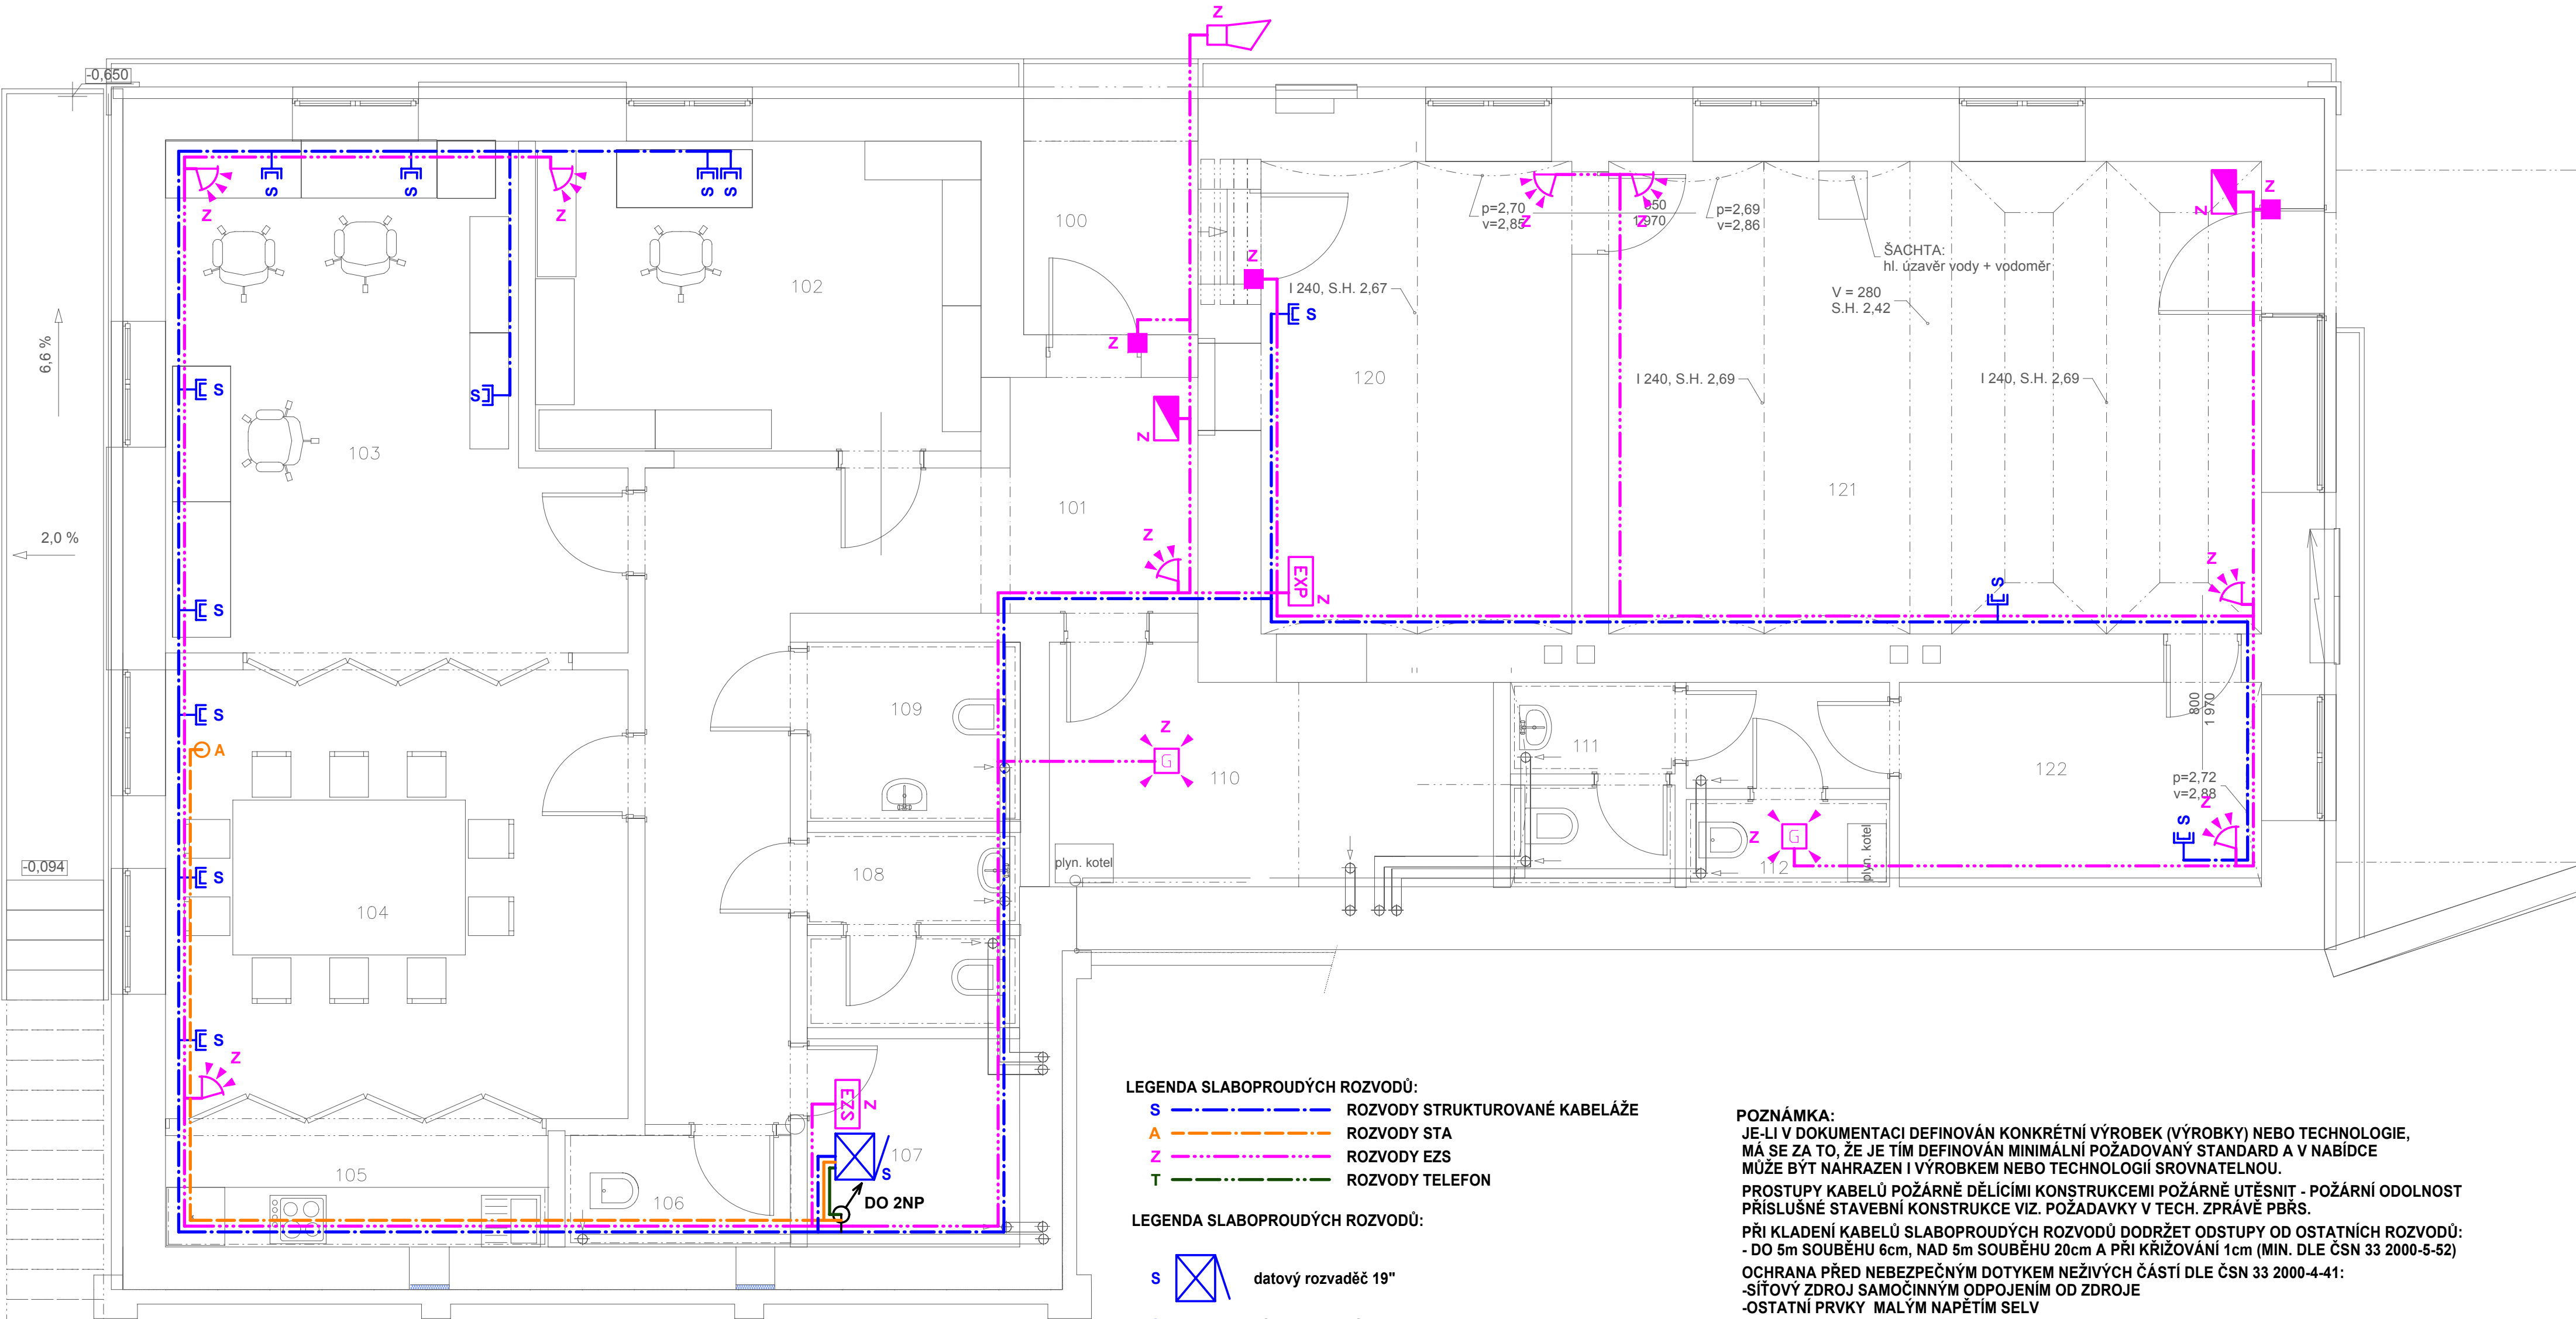 Z
-0,650
S
S
S
S
Z
Z
p=2,70
v=2,85
Z
850
1 970
Z
p=2,69
v=2,86
Z
Z
100
ŠACHTA:
hl. úzavěr vody + vodoměr
102
Z
I 240, S.H. 2,67
V = 280
S.H. 2,42
S
6,6 %
Z
S
S
120
I 240, S.H. 2,69
I 240, S.H. 2,69
103
Z
121
101
2,0 %
Z
EXP
Z
S
Z
S
S
109
Z
G
110
111
122
800
1 970
A
p=2,72
v=2,88
Z
S
Z
G
plyn. kotel
112
-0,094
plyn. kotel
108
S
104
S
Z
EZS
Z
107
S
105
106
DO 2NP
LEGENDA SLABOPROUDÝCH ROZVODŮ:
S ROZVODY STRUKTUROVANÉ KABELÁŽE
A ROZVODY STA
Z ROZVODY EZS
T ROZVODY TELEFON
LEGENDA SLABOPROUDÝCH ROZVODŮ:
S datový rozvaděč 19"
POZNÁMKA:
JE-LI V DOKUMENTACI DEFINOVÁN KONKRÉTNÍ VÝROBEK (VÝROBKY) NEBO TECHNOLOGIE,
MÁ SE ZA TO, ŽE JE TÍM DEFINOVÁN MINIMÁLNÍ POŽADOVANÝ STANDARD A V NABÍDCE
MŮŽE BÝT NAHRAZEN I VÝROBKEM NEBO TECHNOLOGIÍ SROVNATELNOU.
PROSTUPY KABELŮ POŽÁRNĚ DĚLÍCÍMI KONSTRUKCEMI POŽÁRNĚ UTĚSNIT - POŽÁRNÍ ODOLNOST
PŘÍSLUŠNÉ STAVEBNÍ KONSTRUKCE VIZ. POŽADAVKY V TECH. ZPRÁVĚ PBŘS.
PŘI KLADENÍ KABELŮ SLABOPROUDÝCH ROZVODŮ DODRŽET ODSTUPY OD OSTATNÍCH ROZVODŮ:
- DO 5m SOUBĚHU 6cm, NAD 5m SOUBĚHU 20cm A PŘI KŘIŽOVÁNÍ 1cm (MIN. DLE ČSN 33 2000-5-52)
OCHRANA PŘED NEBEZPEČNÝM DOTYKEM NEŽIVÝCH ČÁSTÍ DLE ČSN 33 2000-4-41:
-SÍŤOVÝ ZDROJ SAMOČINNÝM ODPOJENÍM OD ZDROJE
-OSTATNÍ PRVKY MALÝM NAPĚTÍM SELV